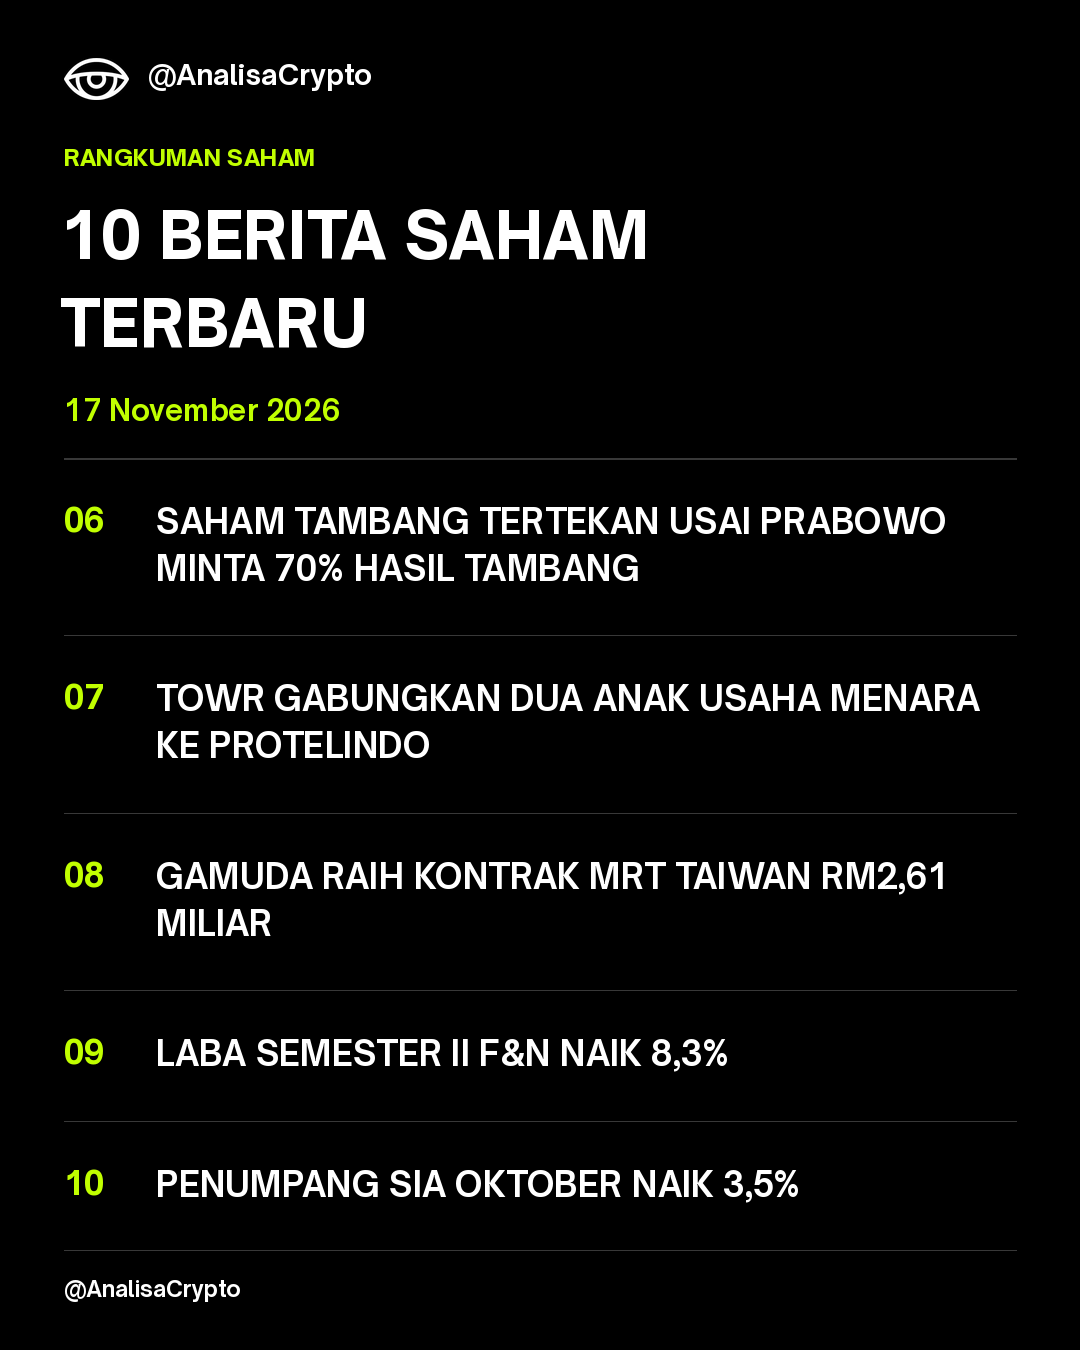 @AnalisaCrypto
RANGKUMAN SAHAM
10 BERITA SAHAM
TERBARU
17 November 2026
06 SAHAM TAMBANG TERTEKAN USAI PRABOWO
MINTA 70% HASIL TAMBANG
07 TOWR GABUNGKAN DUA ANAK USAHA MENARA
KE PROTELINDO
08 GAMUDA RAIH KONTRAK MRT TAIWAN RM2,61
MILIAR
09 LABA SEMESTER II F&N NAIK 8,3%
10 PENUMPANG SIA OKTOBER NAIK 3,5%
@AnalisaCrypto